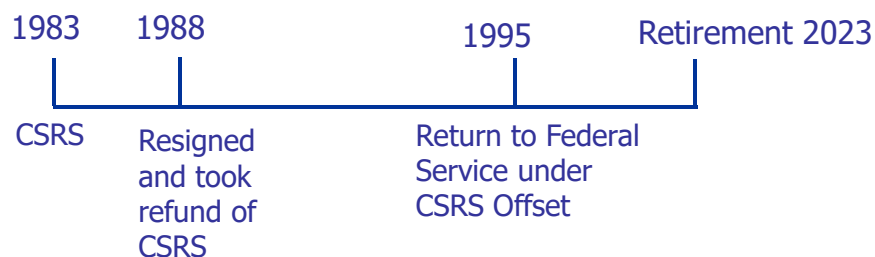 1983
1988
1995
Retirement 2023
CSRS
Resigned
and took
refund of
CSRS
Return to Federal
Service under
CSRS Offset